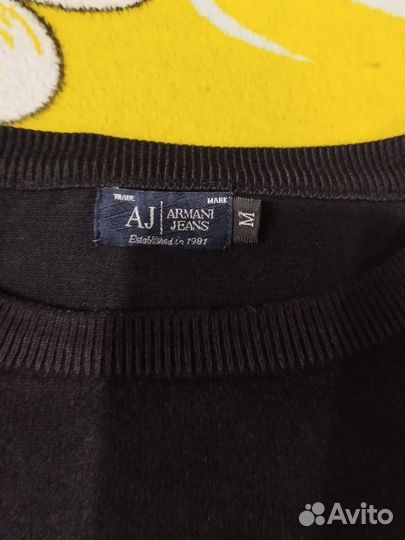 TRADE MARK
AJ ARMANI
JEANS
Established in 1981
M
Avito